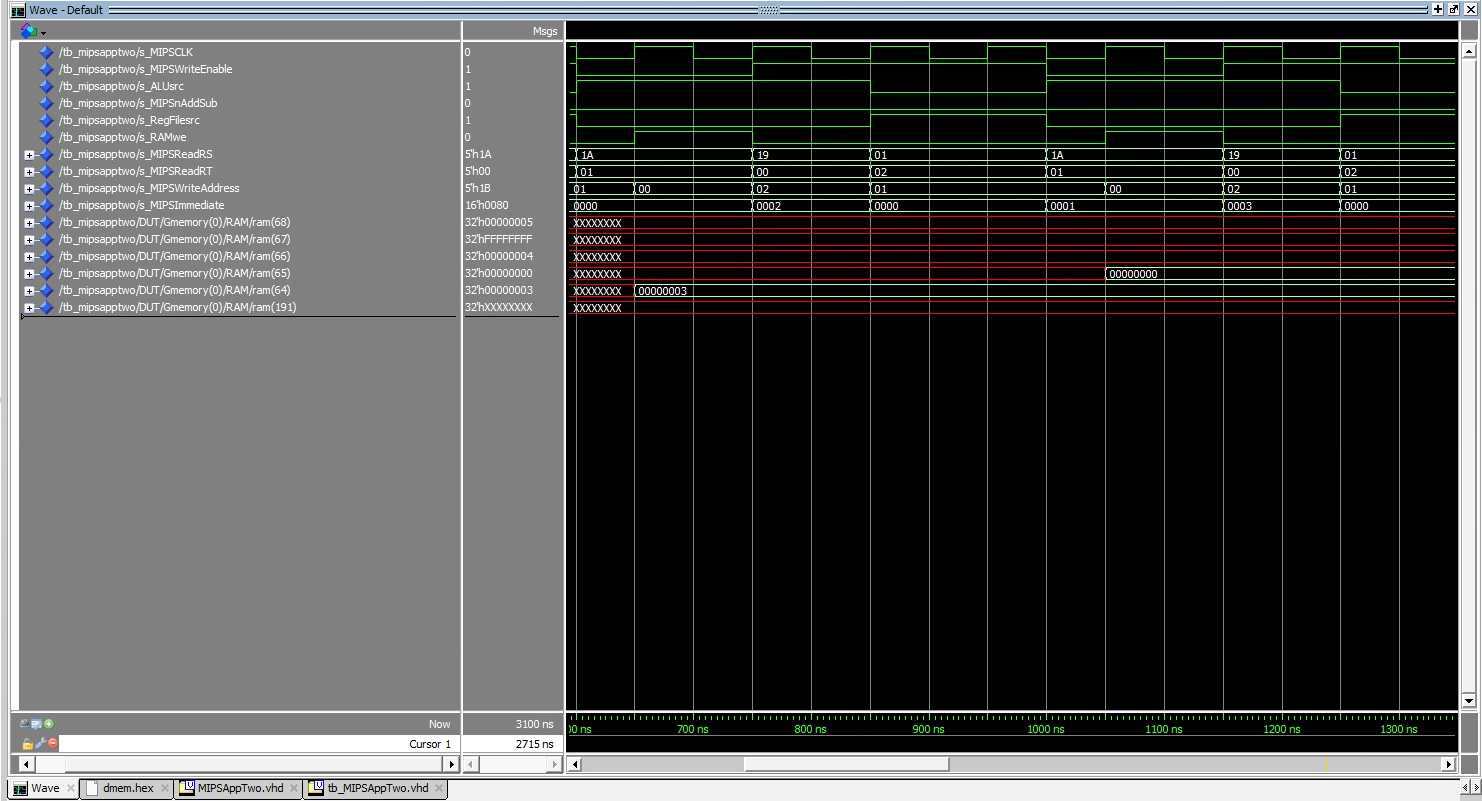 Wave - Default
Msgs
/tb_mipsapptwo/s_MIPSCLK 0
/tb_mipsapptwo/s_MIPSWriteEnable 1
/tb_mipsapptwo/s_ALUsrc 1
/tb_mipsapptwo/s_MIPSnAddSub 0
/tb_mipsapptwo/s_RegFilesrc 1
/tb_mipsapptwo/s_RAMwe 0
/tb_mipsapptwo/s_MIPSReadRS 5'h1A 1A 19 01 1A 19 01
/tb_mipsapptwo/s_MIPSReadRT 5'h00 01 00 02 01 00 02
/tb_mipsapptwo/s_MIPSWriteAddress 5'h1B 01 00 02 01 00 02 01
/tb_mipsapptwo/s_MIPSImmediate 16'h0080 0000 0002 0000 0001 0003 0000
/tb_mipsapptwo/DUT/Gmemory(0)/RAM/ram(68) 32'h00000005 XXXXXXXX
/tb_mipsapptwo/DUT/Gmemory(0)/RAM/ram(67) 32'hFFFFFFFF XXXXXXXX
/tb_mipsapptwo/DUT/Gmemory(0)/RAM/ram(66) 32'h00000004 XXXXXXXX
/tb_mipsapptwo/DUT/Gmemory(0)/RAM/ram(65) 32'h00000000 XXXXXXXX 00000000
/tb_mipsapptwo/DUT/Gmemory(0)/RAM/ram(64) 32'h00000003 XXXXXXXX 00000003
/tb_mipsapptwo/DUT/Gmemory(0)/RAM/ram(191) 32'hXXXXXXXX XXXXXXXX
Now 3100 ns 00 ns 700 ns 800 ns 900 ns 1000 ns 1100 ns 1200 ns 1300 ns
Cursor 1 2715 ns
Wave dmem.hex MIPSAppTwo.vhd tb_MIPSAppTwo.vhd